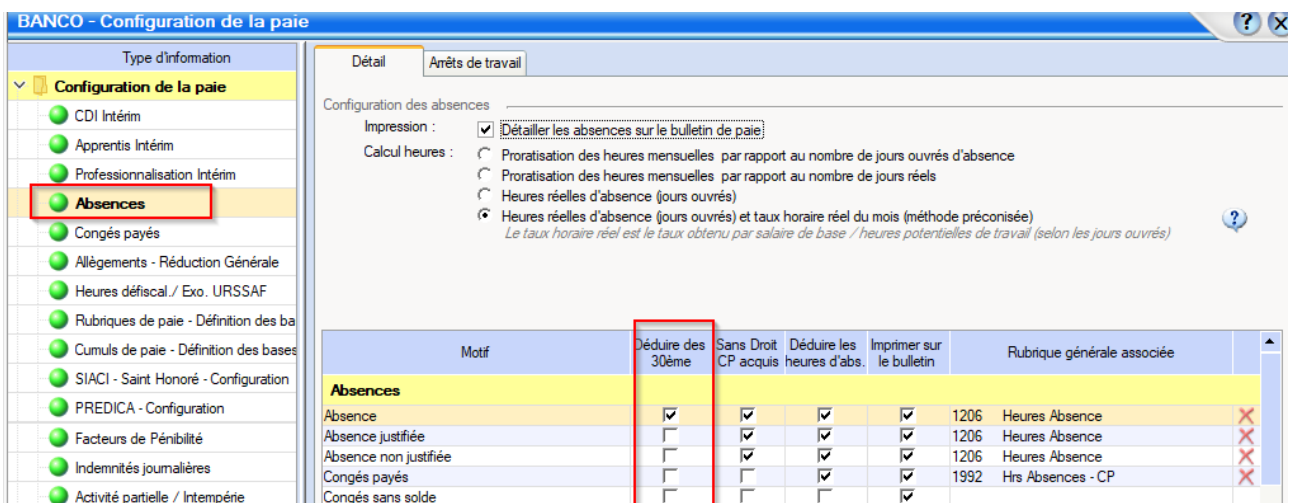 BANCO - Configuration de la paie
Type d'information
Configuration de la paie
CDI Intérim
Apprentis Intérim
Professionnalisation Intérim
Absences
Congés payés
Allègements - Réduction Générale
Heures défiscal./ Exo. URSSAF
Rubriques de paie - Définition des ba
Cumuls de paie - Définition des bases
SIACI - Saint Honoré - Configuration
PREDICA - Configuration
Facteurs de Pénibilité
Indemnités journalières
Activité partielle / Intempérie
Détail Arrêts de travail
Configuration des absences
Impression : Détailler les absences sur le bulletin de paie
Calcul heures : Proratisation des heures mensuelles par rapport au nombre de jours ouvrés d'absence
Proratisation des heures mensuelles par rapport au nombre de jours réels
Heures réelles d'absence (jours ouvrés)
Heures réelles d'absence (jours ouvrés) et taux horaire réel du mois (méthode préconisée)
Le taux horaire réel est le taux obtenu par salaire de base / heures potentielles de travail (selon les jours ouvrés)
Motif Déduire des 30ème Sans Droit CP acquis Déduire les heures d'abs. Imprimer sur le bulletin Rubrique générale associée
Absences
Absence 1206 Heures Absence
Absence justifiée 1206 Heures Absence
Absence non justifiée 1206 Heures Absence
Congés payés 1992 Hrs Absences - CP
Congés sans solde